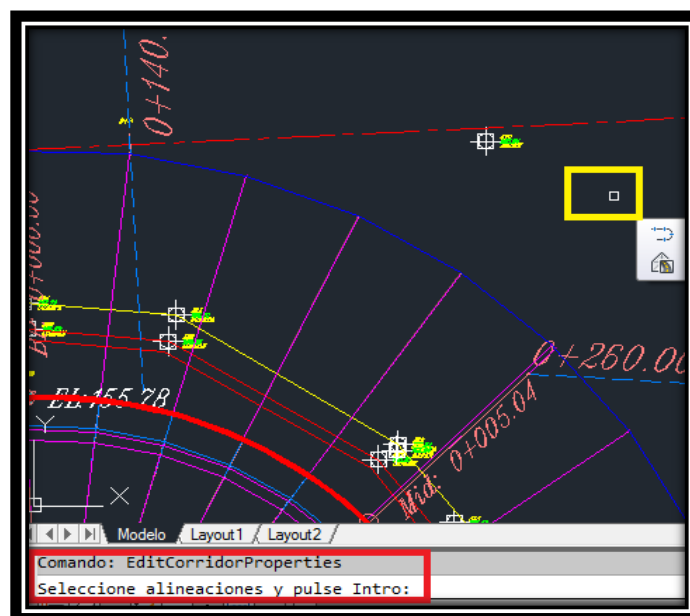 0+140.
0+260.00
EL:455.78
Mid: 0+005.04
Y
X
Modelo Layout1 Layout2
Comando: EditCorridorProperties
Seleccione alineaciones y pulse Intro: